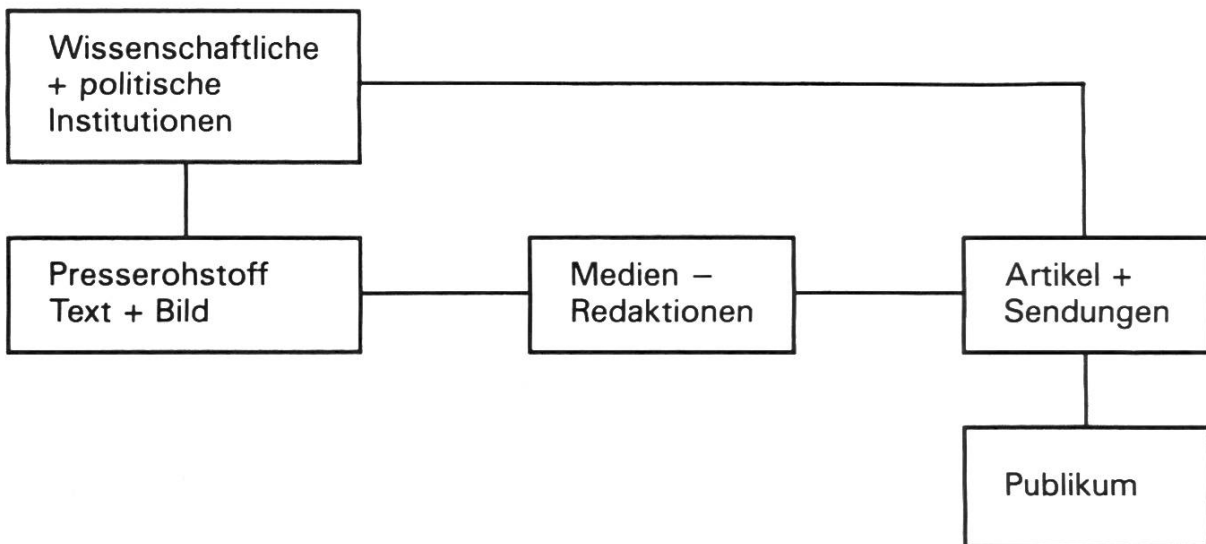 Wissenschaftliche
+ politische
Institutionen
Presserohstoff
Text + Bild
Medien –
Redaktionen
Artikel +
Sendungen
Publikum